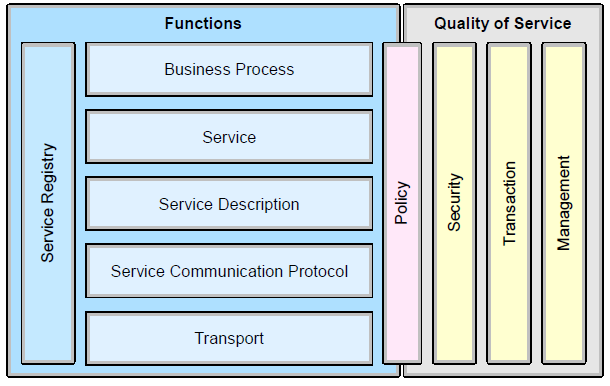 Functions
Quality of Service
Service Registry
Business Process
Service
Service Description
Service Communication Protocol
Transport
Policy
Security
Transaction
Management